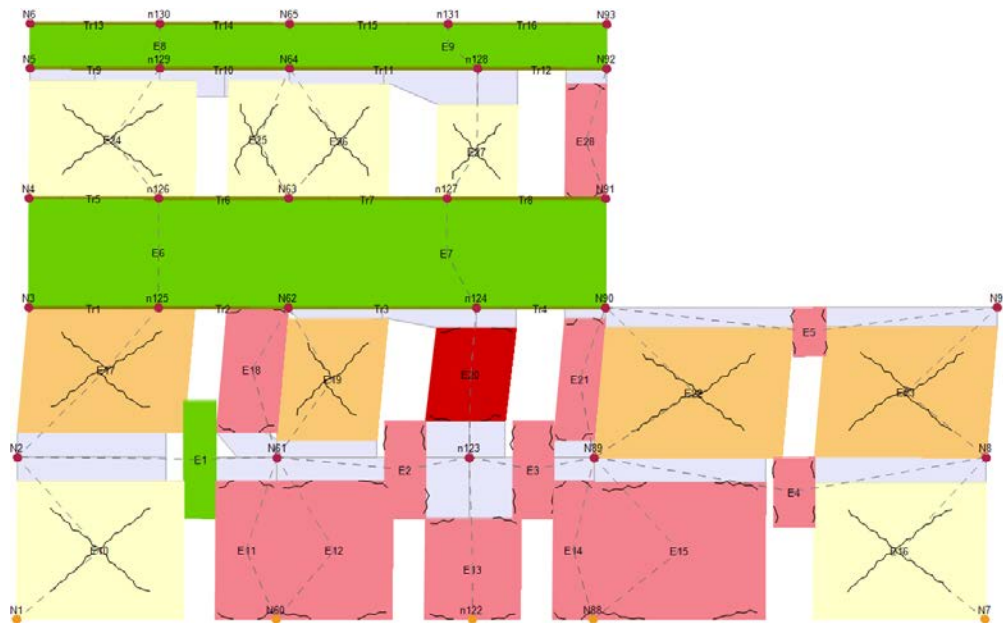 N6 Tr13 n130 Tr14 N65 Tr15 n131 Tr16 N93
E8 E9
N5 Tr9 n129 Tr10 N64 Tr11 n128 Tr12 N92
E24 E25 E26 E27 E28
N4 Tr5 n126 Tr6 N63 Tr7 n127 Tr8 N91
E6 E7
N3 Tr1 n125 Tr2 N62 Tr3 n124 Tr4 N90 N9
E5
E17 E18 E19 E20 E21 E22 E23
N2 E1 N61 E2 n123 E3 N89 N8
E4
E10 E11 E12 E13 E14 E15 E16
N1 N60 n122 N88 N7